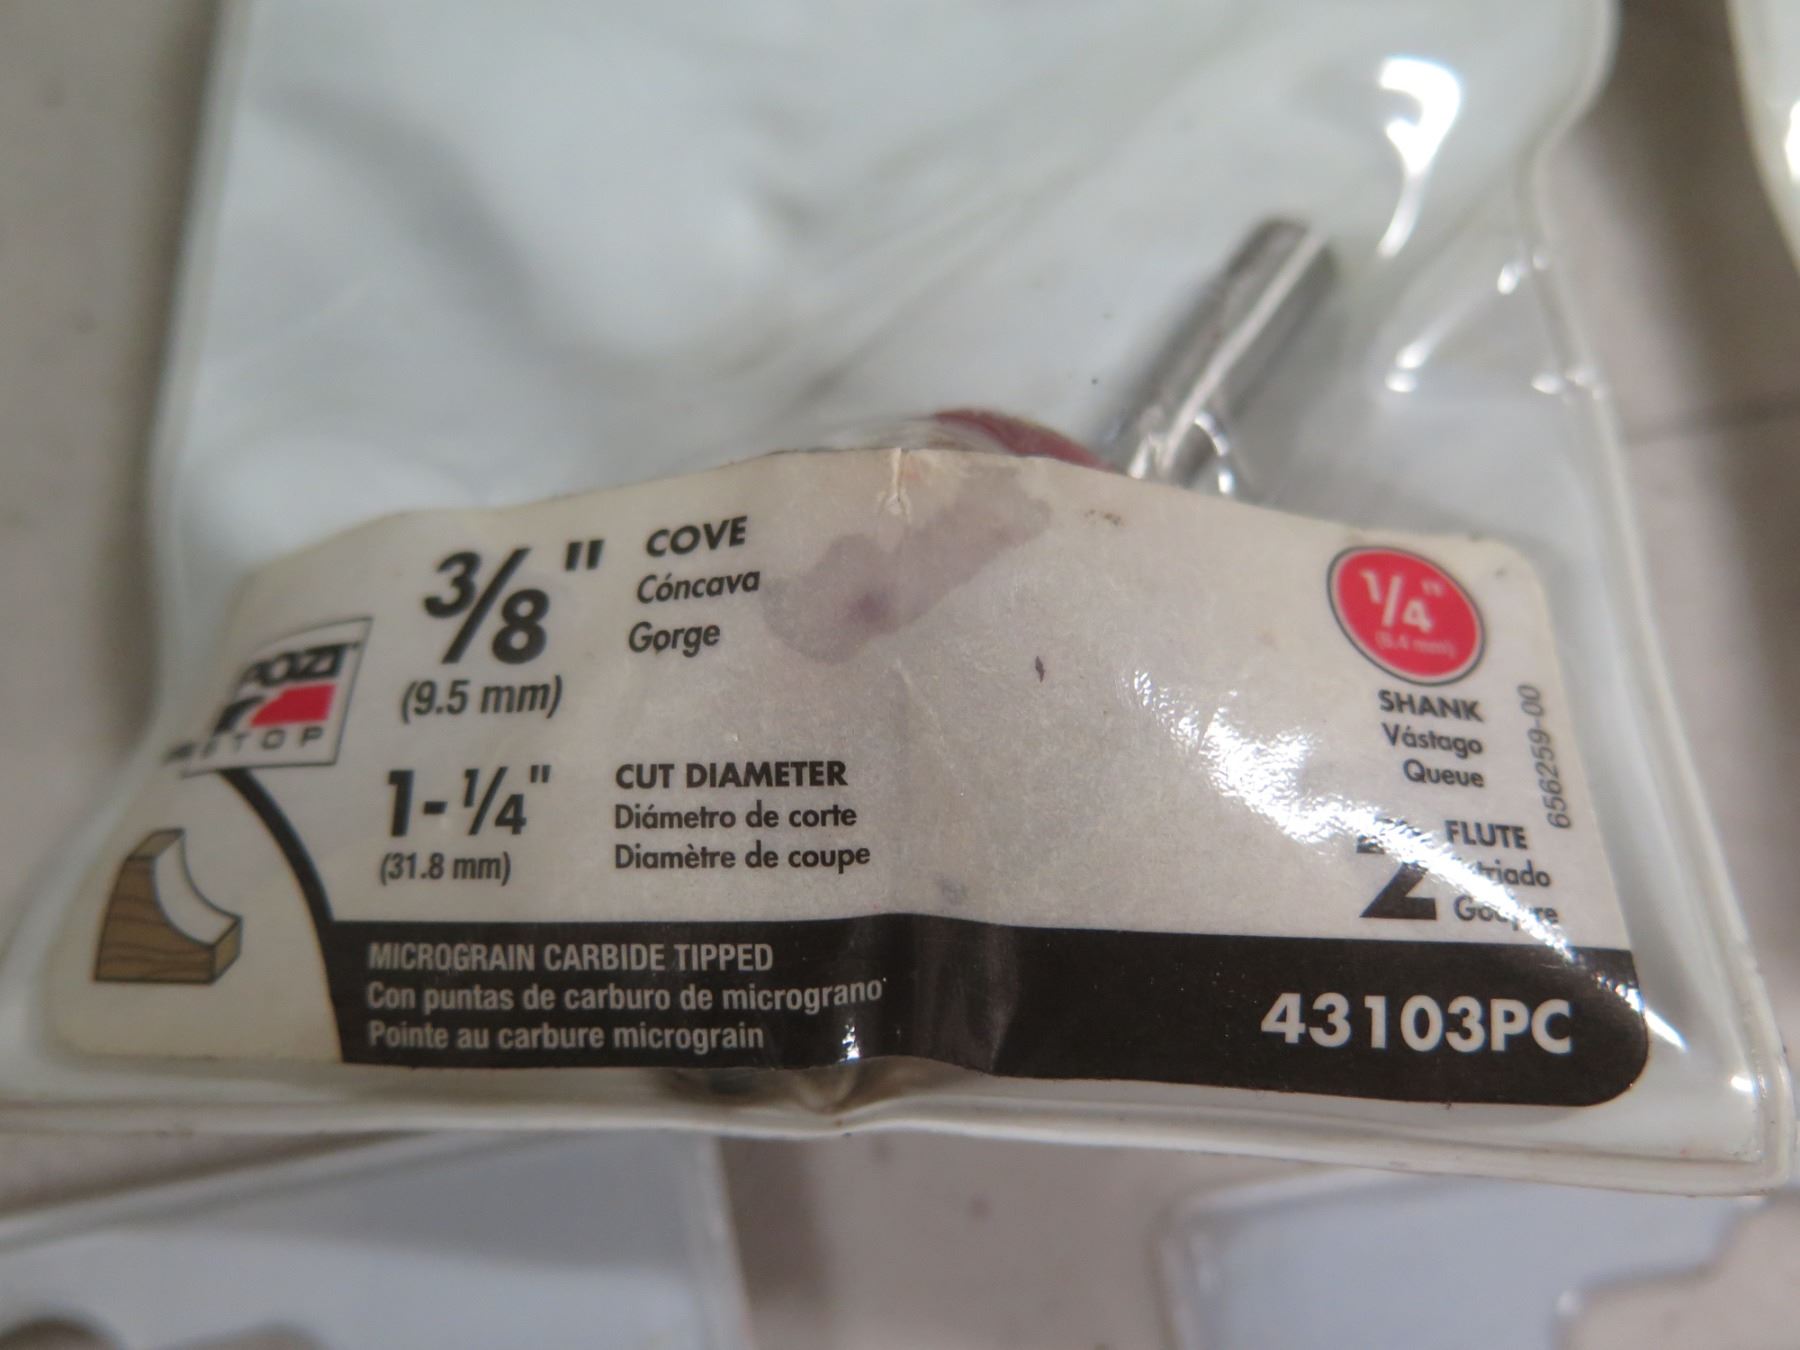 3/8" COVE
Cóncava
Gorge
(9.5 mm)
POZI
STOP
1-1/4" CUT DIAMETER
(31.8 mm) Diámetro de corte
Diamètre de coupe
1/4"
SHANK
Vástago
Queue
656259-00
2 FLUTE
MICROGRAIN CARBIDE TIPPED
Con puntas de carburo de micrograno
Pointe au carbure micrograin
43103PC